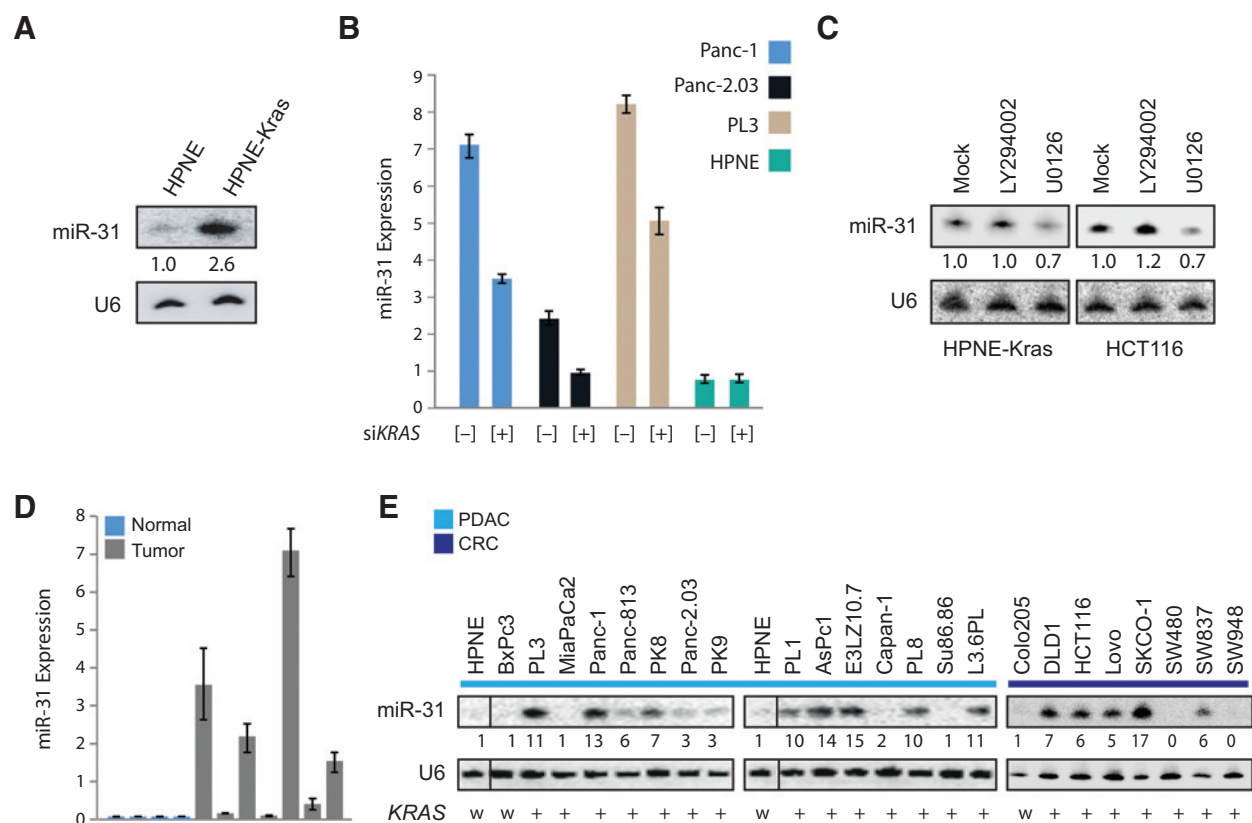 A
HPNE
HPNE-Kras
miR-31
1.0 2.6
U6
B
Panc-1
Panc-2.03
PL3
HPNE
miR-31 Expression
9
8
7
6
5
4
3
2
1
0
siKRAS [–] [+] [–] [+] [–] [+] [–] [+]
C
Mock LY294002 U0126 Mock LY294002 U0126
miR-31
1.0 1.0 0.7 1.0 1.2 0.7
U6
HPNE-Kras HCT116
D
Normal
Tumor
miR-31 Expression
8
7
6
5
4
3
2
1
0
E
PDAC
CRC
HPNE BxPc3 PL3 MiaPaCa2 Panc-1 Panc-813 PK8 Panc-2.03 PK9 HPNE PL1 AsPc1 E3LZ10.7 Capan-1 PL8 Su86.86 L3.6PL Colo205 DLD1 HCT116 Lovo SKCO-1 SW480 SW837 SW948
miR-31
1 1 11 1 13 6 7 3 3 1 10 14 15 2 10 1 11 1 7 6 5 17 0 6 0
U6
KRAS w w + + + + + + + w + + + + + + + w + + + + + + +